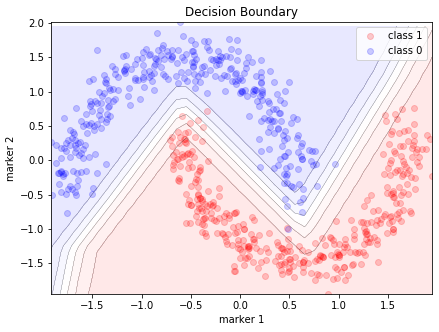 Decision Boundary
class 1
class 0
marker 2
2.0
1.5
1.0
0.5
0.0
−0.5
−1.0
−1.5
−1.5 −1.0 −0.5 0.0 0.5 1.0 1.5
marker 1